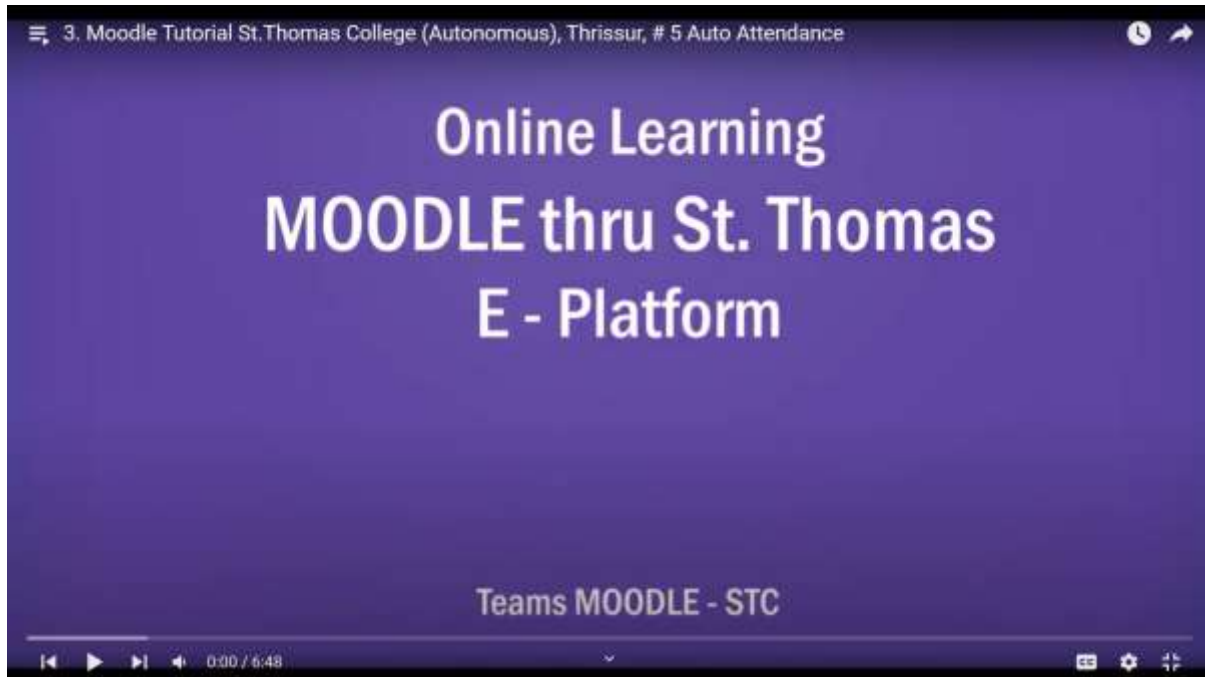 3. Moodle Tutorial St.Thomas College (Autonomous), Thrissur, # 5 Auto Attendance
Online Learning
MOODLE thru St. Thomas
E - Platform
Teams MOODLE - STC
0:00 / 6:48
CC